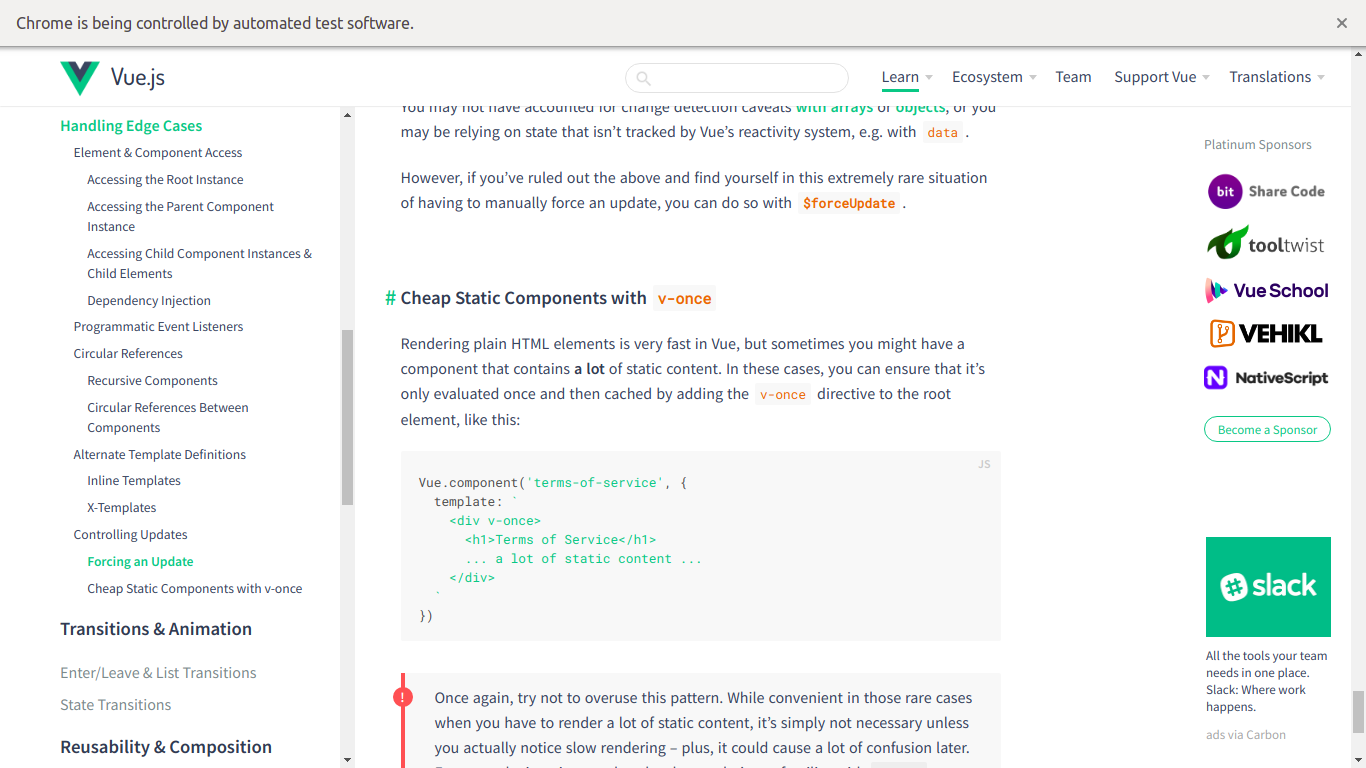 Chrome is being controlled by automated test software.
Vue.js
Learn
Ecosystem
Team
Support Vue
Translations
Handling Edge Cases
Element & Component Access
Accessing the Root Instance
Accessing the Parent Component
Instance
Accessing Child Component Instances &
Child Elements
Dependency Injection
Programmatic Event Listeners
Circular References
Recursive Components
Circular References Between
Components
Alternate Template Definitions
Inline Templates
X-Templates
Controlling Updates
Forcing an Update
Cheap Static Components with v-once
Transitions & Animation
Enter/Leave & List Transitions
State Transitions
Reusability & Composition
You may not have accounted for change detection caveats with arrays or objects, or you
may be relying on state that isn’t tracked by Vue’s reactivity system, e.g. with data.
However, if you’ve ruled out the above and find yourself in this extremely rare situation
of having to manually force an update, you can do so with $forceUpdate.
# Cheap Static Components with v-once
Rendering plain HTML elements is very fast in Vue, but sometimes you might have a
component that contains a lot of static content. In these cases, you can ensure that it’s
only evaluated once and then cached by adding the v-once directive to the root
element, like this:
JS
Vue.component('terms-of-service', {
template: `
<div v-once>
<h1>Terms of Service</h1>
... a lot of static content ...
</div>
`
})
Once again, try not to overuse this pattern. While convenient in those rare cases
when you have to render a lot of static content, it’s simply not necessary unless
you actually notice slow rendering – plus, it could cause a lot of confusion later.
Platinum Sponsors
bit Share Code
tooltwist
Vue School
VEHIKL
NativeScript
Become a Sponsor
slack
All the tools your team
needs in one place.
Slack: Where work
happens.
ads via Carbon